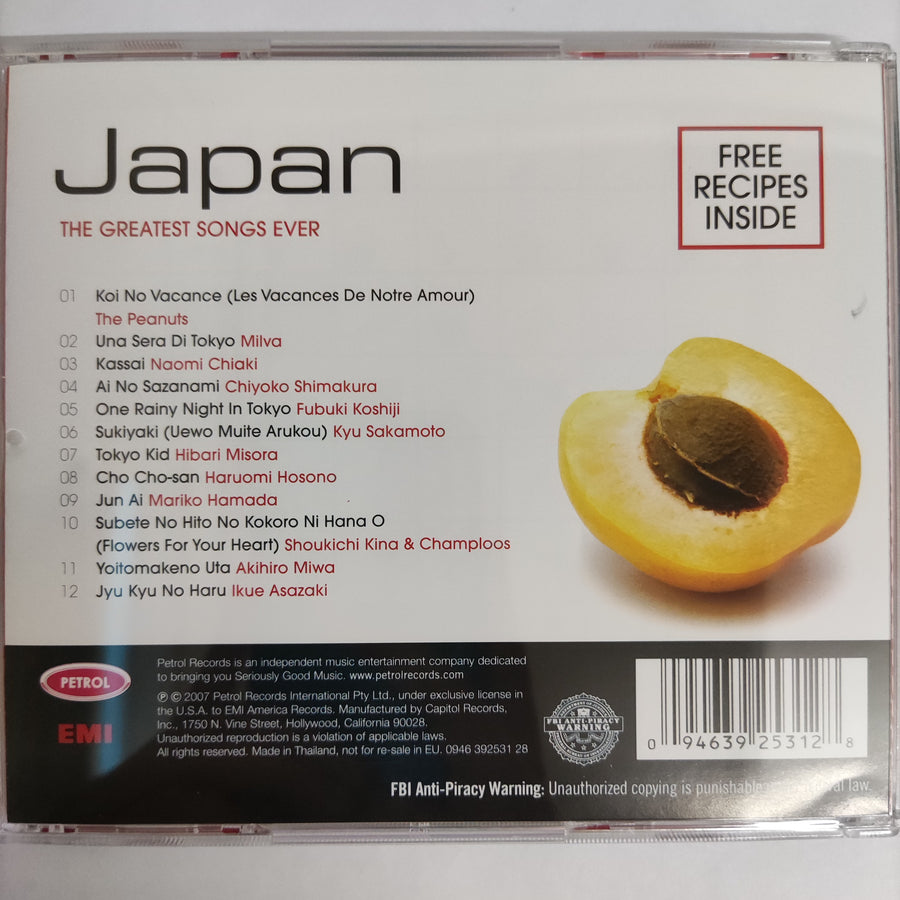 Japan
THE GREATEST SONGS EVER
FREE
RECIPES
INSIDE
01 Koi No Vacance (Les Vacances De Notre Amour)
The Peanuts
02 Una Sera Di Tokyo Milva
03 Kassai Naomi Chiaki
04 Ai No Sazanami Chiyoko Shimakura
05 One Rainy Night In Tokyo Fubuki Koshiji
06 Sukiyaki (Uewo Muite Arukou) Kyu Sakamoto
07 Tokyo Kid Hibari Misora
08 Cho Cho-san Haruomi Hosono
09 Jun Ai Mariko Hamada
10 Subete No Hito No Kokoro Ni Hana O
(Flowers For Your Heart) Shoukichi Kina & Champloos
11 Yoitomakeno Uta Akihiro Miwa
12 Jyu Kyu No Haru Ikue Asazaki
PETROL
EMI
Petrol Records is an independent music entertainment company dedicated
to bringing you Seriously Good Music. www.petrolrecords.com
℗ © 2007 Petrol Records International Pty Ltd., under exclusive license in
the U.S.A. to EMI America Records. Manufactured by Capitol Records,
Inc., 1750 N. Vine Street, Hollywood, California 90028.
Unauthorized reproduction is a violation of applicable laws.
All rights reserved. Made in Thailand, not for re-sale in EU. 0946 392531 28
FBI ANTI-PIRACY
WARNING
0 94639 25312 8
FBI Anti-Piracy Warning: Unauthorized copying is punishable law.